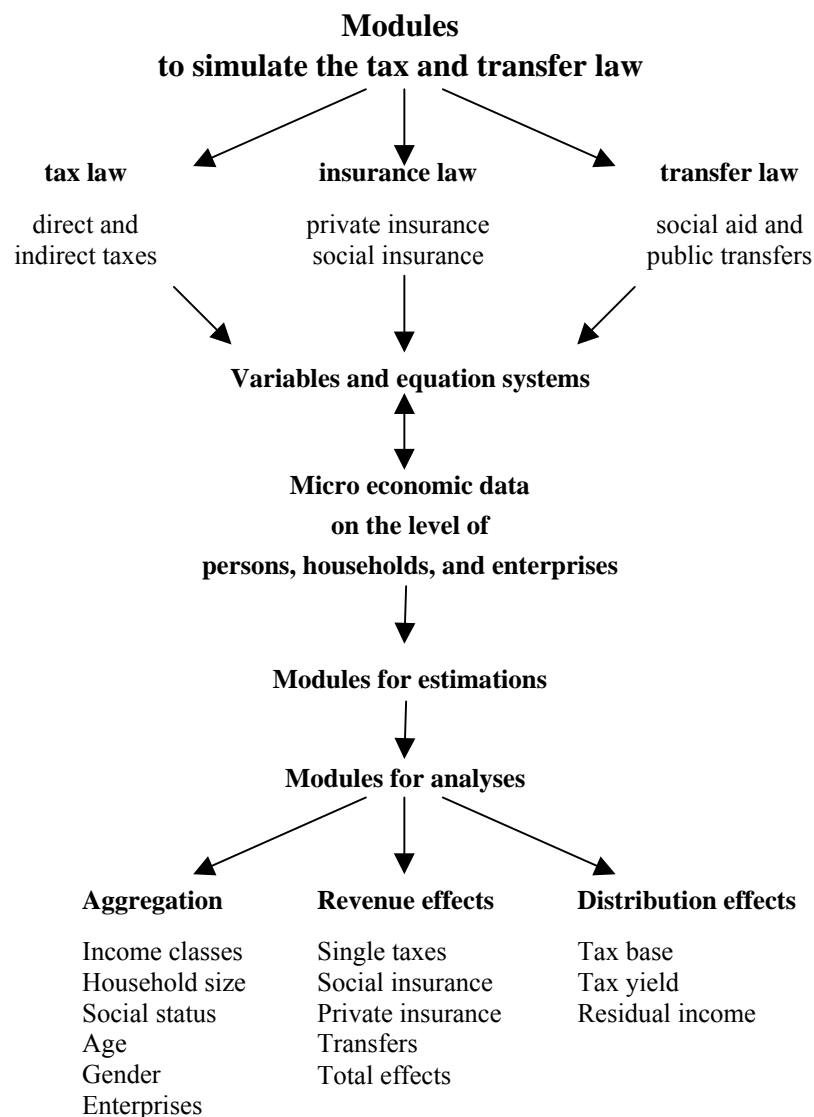 Modules
to simulate the tax and transfer law
tax law
direct and
indirect taxes
insurance law
private insurance
social insurance
transfer law
social aid and
public transfers
Variables and equation systems
Micro economic data
on the level of
persons, households, and enterprises
Modules for estimations
Modules for analyses
Aggregation
Income classes
Household size
Social status
Age
Gender
Enterprises
Revenue effects
Single taxes
Social insurance
Private insurance
Transfers
Total effects
Distribution effects
Tax base
Tax yield
Residual income